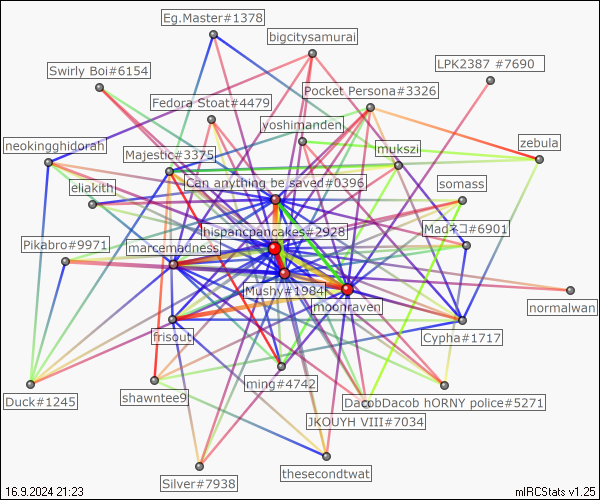 Eg.Master#1378
bigcitysamurai
LPK2387 #7690
Swirly Boi#6154
Pocket Persona#3326
Fedora Stoat#4479
yoshimanden
zebula
neokingghidorah
mukszi
Majestic#3375
Can anything be saved#0396
somass
eliakith
Madネコ#6901
hispancpancakes#2928
Pikabro#9971
marcemadness
Mushy#1984
moonraven
normalwan
frisout
Cypha#1717
ming#4742
shawntee9
Duck#1245
DacobDacob hORNY police#5271
JKOUYH VIII#7034
thesecondtwat
Silver#7938
16.9.2024 21:23
mIRCStats v1.25